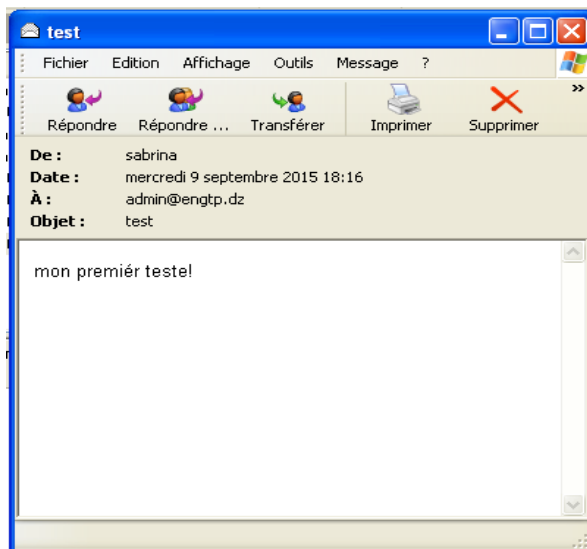 test
Fichier Edition Affichage Outils Message ?
»
Répondre Répondre ... Transférer Imprimer Supprimer
De : sabrina
Date : mercredi 9 septembre 2015 18:16
À : admin@engtp.dz
Objet : test
mon premiér teste!